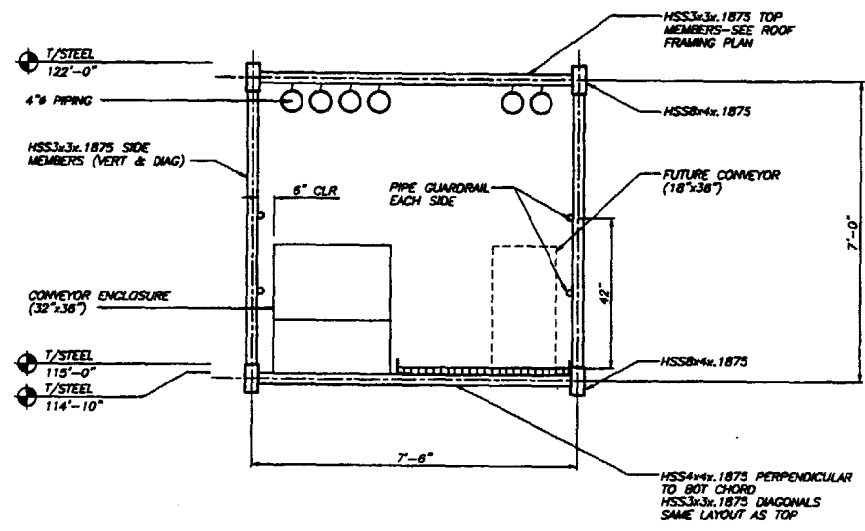 HSS3x3x.1875 TOP
MEMBERS-SEE ROOF
FRAMING PLAN
T/STEEL
122'-0"
4"ø PIPING
HSS8x4x.1875
HSS3x3x.1875 SIDE
MEMBERS (VERT & DIAG)
6" CLR
PIPE GUARDRAIL
EACH SIDE
FUTURE CONVEYOR
(18"x36")
7'-0"
42"
CONVEYOR ENCLOSURE
(32"x36")
T/STEEL
115'-0"
HSS8x4x.1875
T/STEEL
114'-10"
7'-6"
HSS4x4x.1875 PERPENDICULAR
TO BOT CHORD
HSS3x3x.1875 DIAGONALS
SAME LAYOUT AS TOP